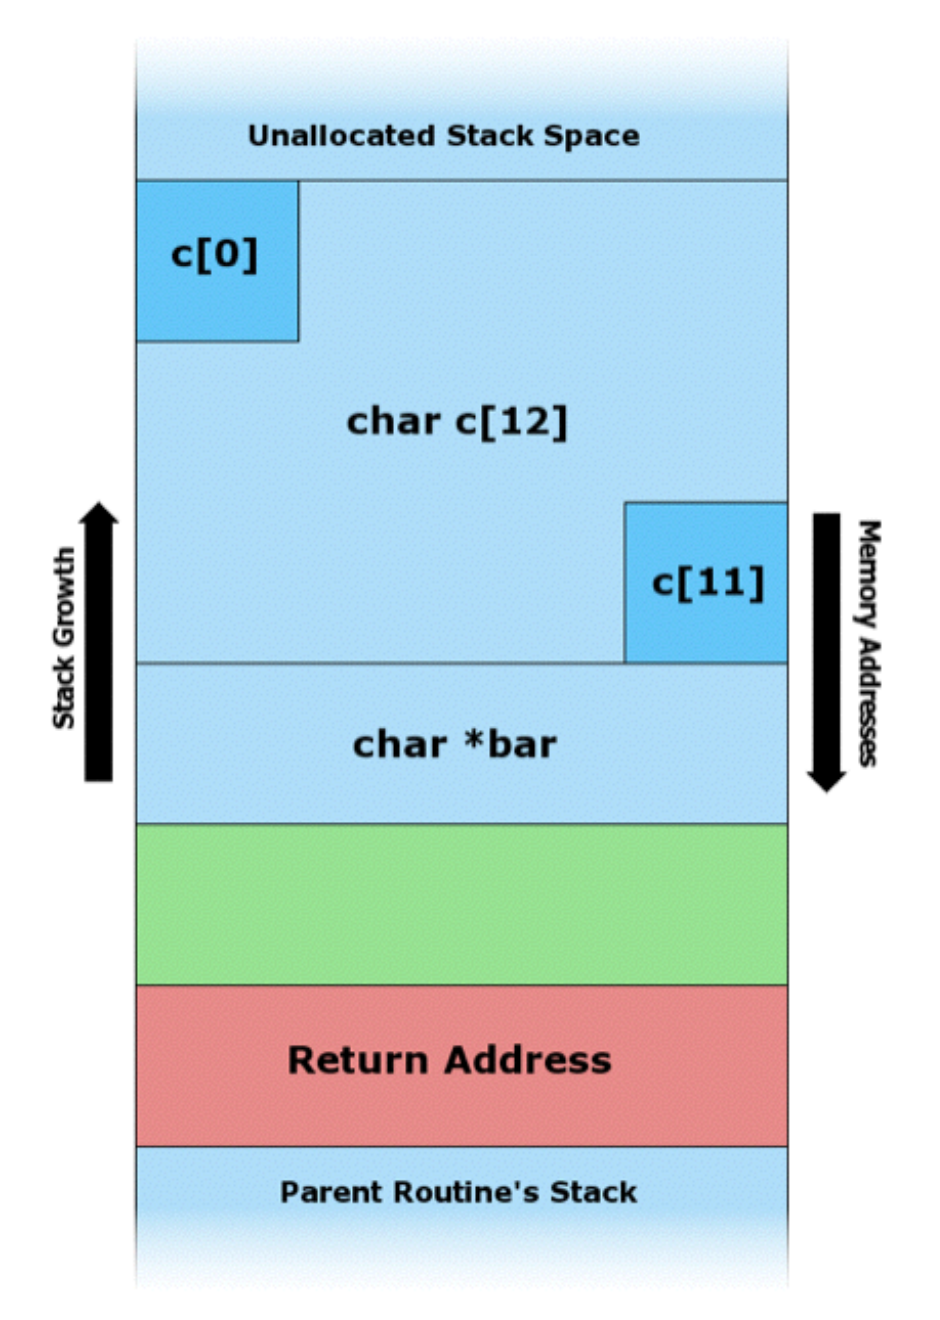 Unallocated Stack Space
c[0]
char c[12]
Stack Growth
Memory Addresses
c[11]
char *bar
Return Address
Parent Routine's Stack